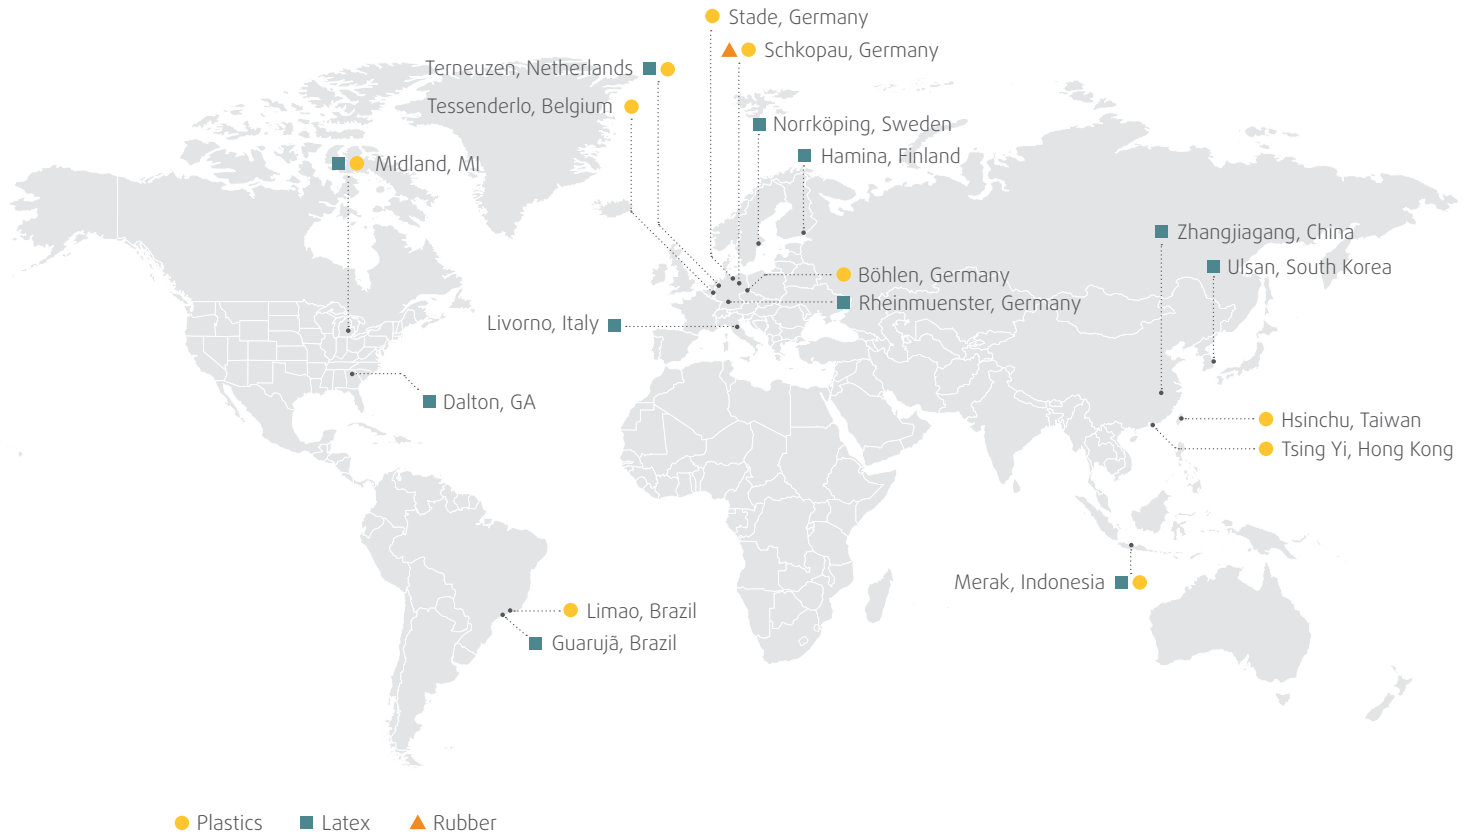 Stade, Germany
Schkopau, Germany
Terneuzen, Netherlands
Tessenderlo, Belgium
Norrköping, Sweden
Hamina, Finland
Midland, MI
Zhangjiagang, China
Ulsan, South Korea
Böhlen, Germany
Rheinmuenster, Germany
Livorno, Italy
Dalton, GA
Hsinchu, Taiwan
Tsing Yi, Hong Kong
Merak, Indonesia
Limao, Brazil
Guarujã, Brazil
Plastics
Latex
Rubber